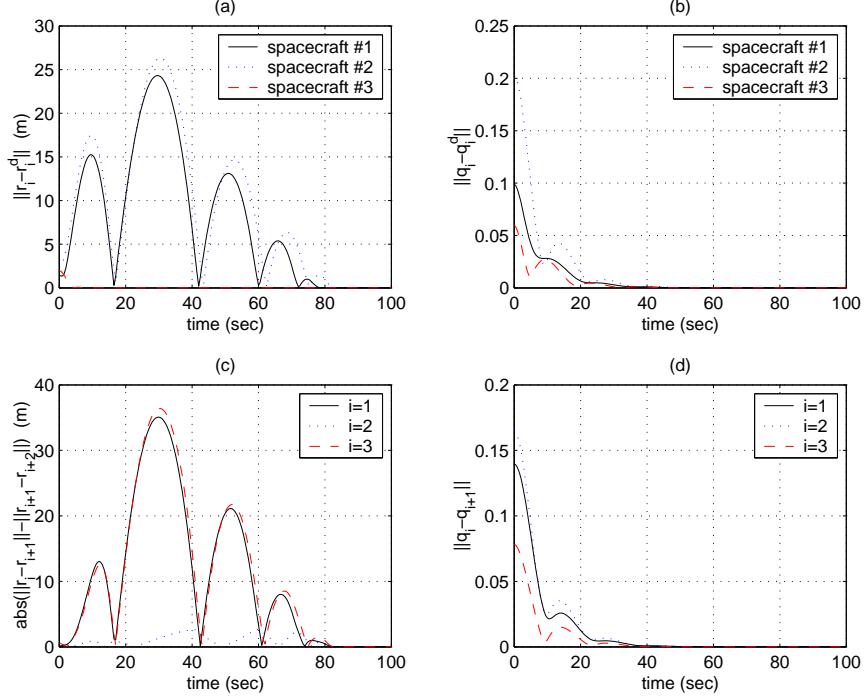 (a)
||r_i-r_i^d|| (m)
30
25
20
15
10
5
0
spacecraft #1
spacecraft #2
spacecraft #3
0 20 40 60 80 100
time (sec)
(b)
||q_i-q_i^d||
0.25
0.2
0.15
0.1
0.05
0
spacecraft #1
spacecraft #2
spacecraft #3
0 20 40 60 80 100
time (sec)
(c)
abs(||r_i-r_{i+1}||-||r_{i+1}-r_{i+2}||) (m)
40
30
20
10
0
i=1
i=2
i=3
0 20 40 60 80 100
time (sec)
(d)
||q_i-q_{i+1}||
0.2
0.15
0.1
0.05
0
i=1
i=2
i=3
0 20 40 60 80 100
time (sec)